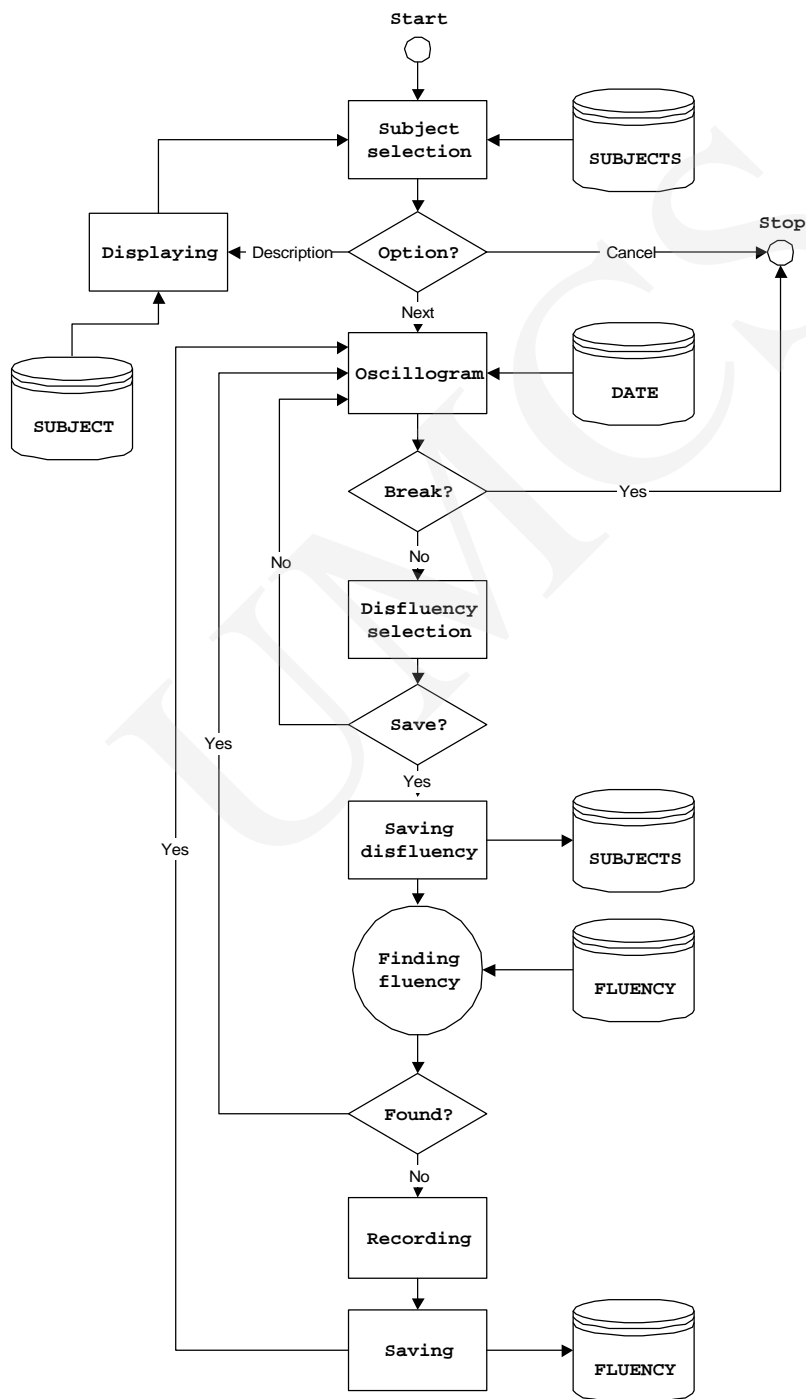 Start
Subject
selection
SUBJECTS
Stop
Displaying
Description
Option?
Cancel
Next
SUBJECT
Oscillogram
DATE
Break?
Yes
No
No
Disfluency
selection
Save?
Yes
Yes
Saving
disfluency
SUBJECTS
Yes
Finding
fluency
FLUENCY
Found?
No
Recording
Saving
FLUENCY
UMCS